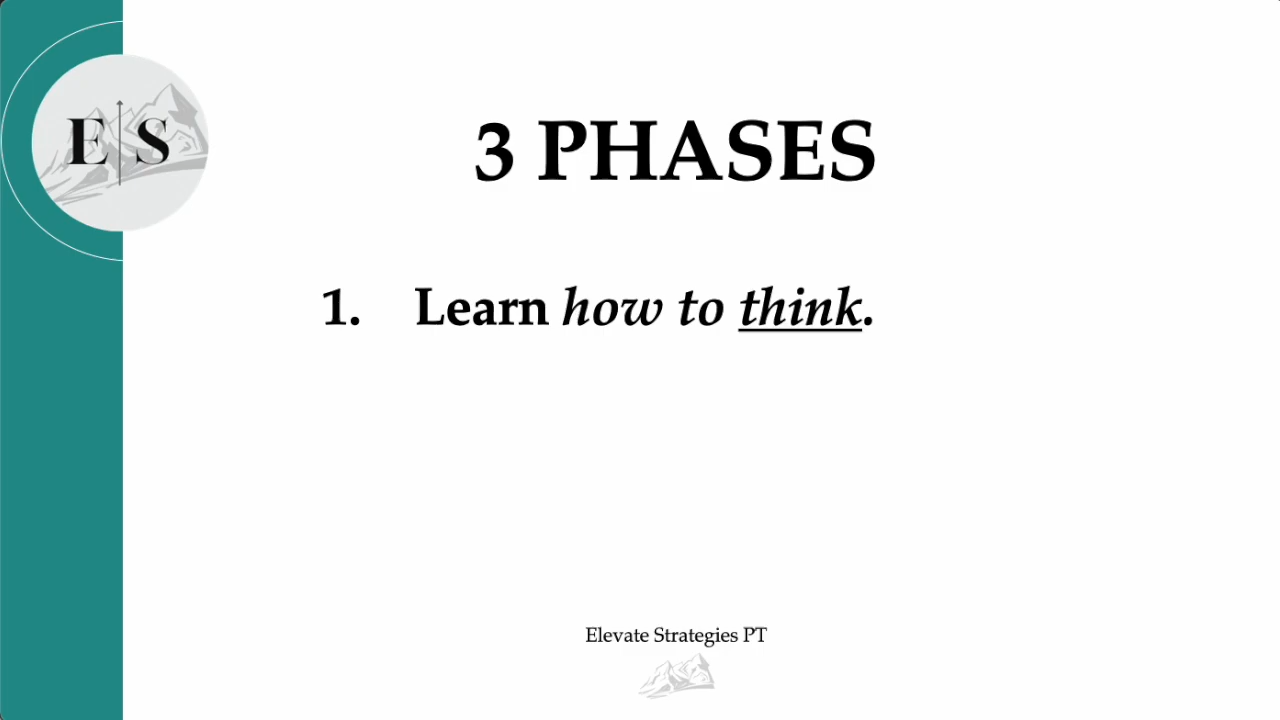 E S
3 PHASES
1. Learn how to think.
Elevate Strategies PT